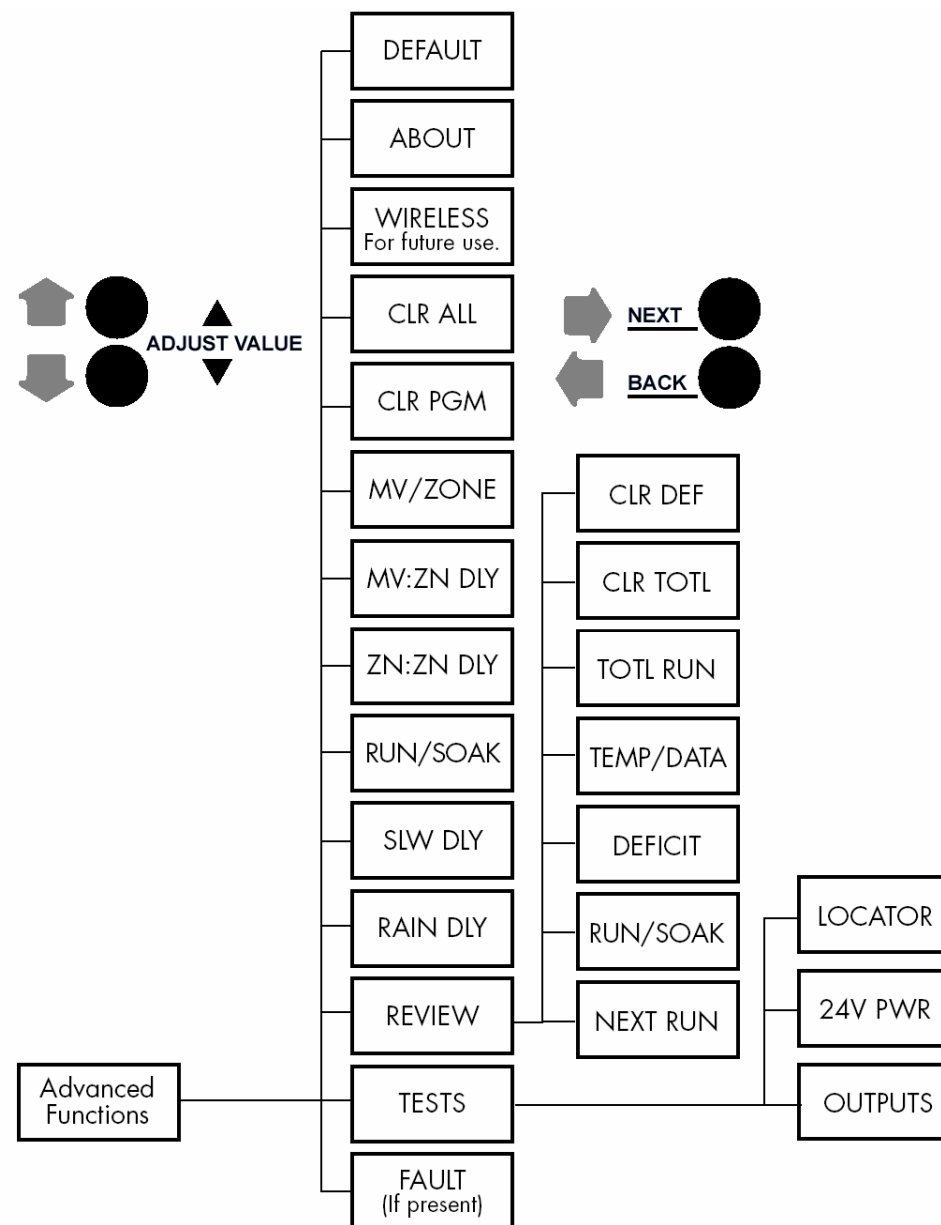 DEFAULT
ABOUT
WIRELESS
For future use.
CLR ALL
ADJUST VALUE
NEXT
BACK
CLR PGM
MV/ZONE
MV:ZN DLY
ZN:ZN DLY
RUN/SOAK
SLW DLY
RAIN DLY
REVIEW
TESTS
FAULT
(If present)
CLR DEF
CLR TOTL
TOTL RUN
TEMP/DATA
DEFICIT
RUN/SOAK
NEXT RUN
LOCATOR
24V PWR
OUTPUTS
Advanced
Functions